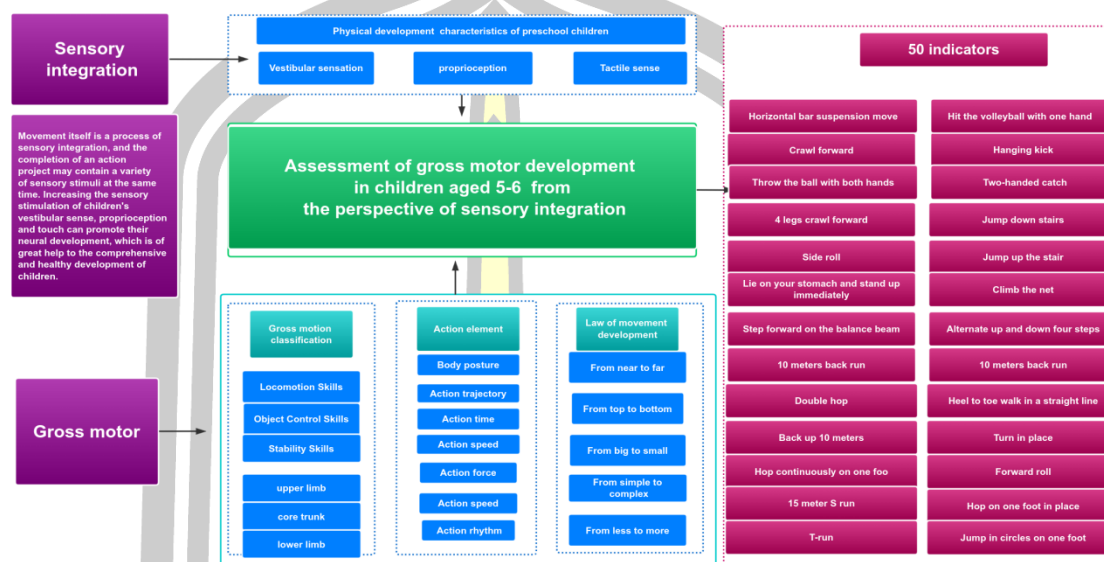 Sensory
integration
Movement itself is a process of
sensory integration, and the
completion of an action
project may contain a variety
of sensory stimuli at the same
time. Increasing the sensory
stimulation of children's
vestibular sense, proprioception
and touch can promote their
neural development, which is of
great help to the comprehensive
and healthy development of
children.
Gross motor
Physical development characteristics of preschool children
Vestibular sensation
proprioception
Tactile sense
Assessment of gross motor development
in children aged 5-6 from
the perspective of sensory integration
Gross motion
classification
Locomotion Skills
Object Control Skills
Stability Skills
upper limb
core trunk
lower limb
Action element
Body posture
Action trajectory
Action time
Action speed
Action force
Action speed
Action rhythm
Law of movement
development
From near to far
From top to bottom
From big to small
From simple to
complex
From less to more
50 indicators
Horizontal bar suspension move
Hit the volleyball with one hand
Crawl forward
Hanging kick
Throw the ball with both hands
Two-handed catch
4 legs crawl forward
Jump down stairs
Side roll
Jump up the stair
Lie on your stomach and stand up
immediately
Climb the net
Step forward on the balance beam
Alternate up and down four steps
10 meters back run
10 meters back run
Double hop
Heel to toe walk in a straight line
Back up 10 meters
Turn in place
Hop continuously on one foo
Forward roll
15 meter S run
Hop on one foot in place
T-run
Jump in circles on one foot